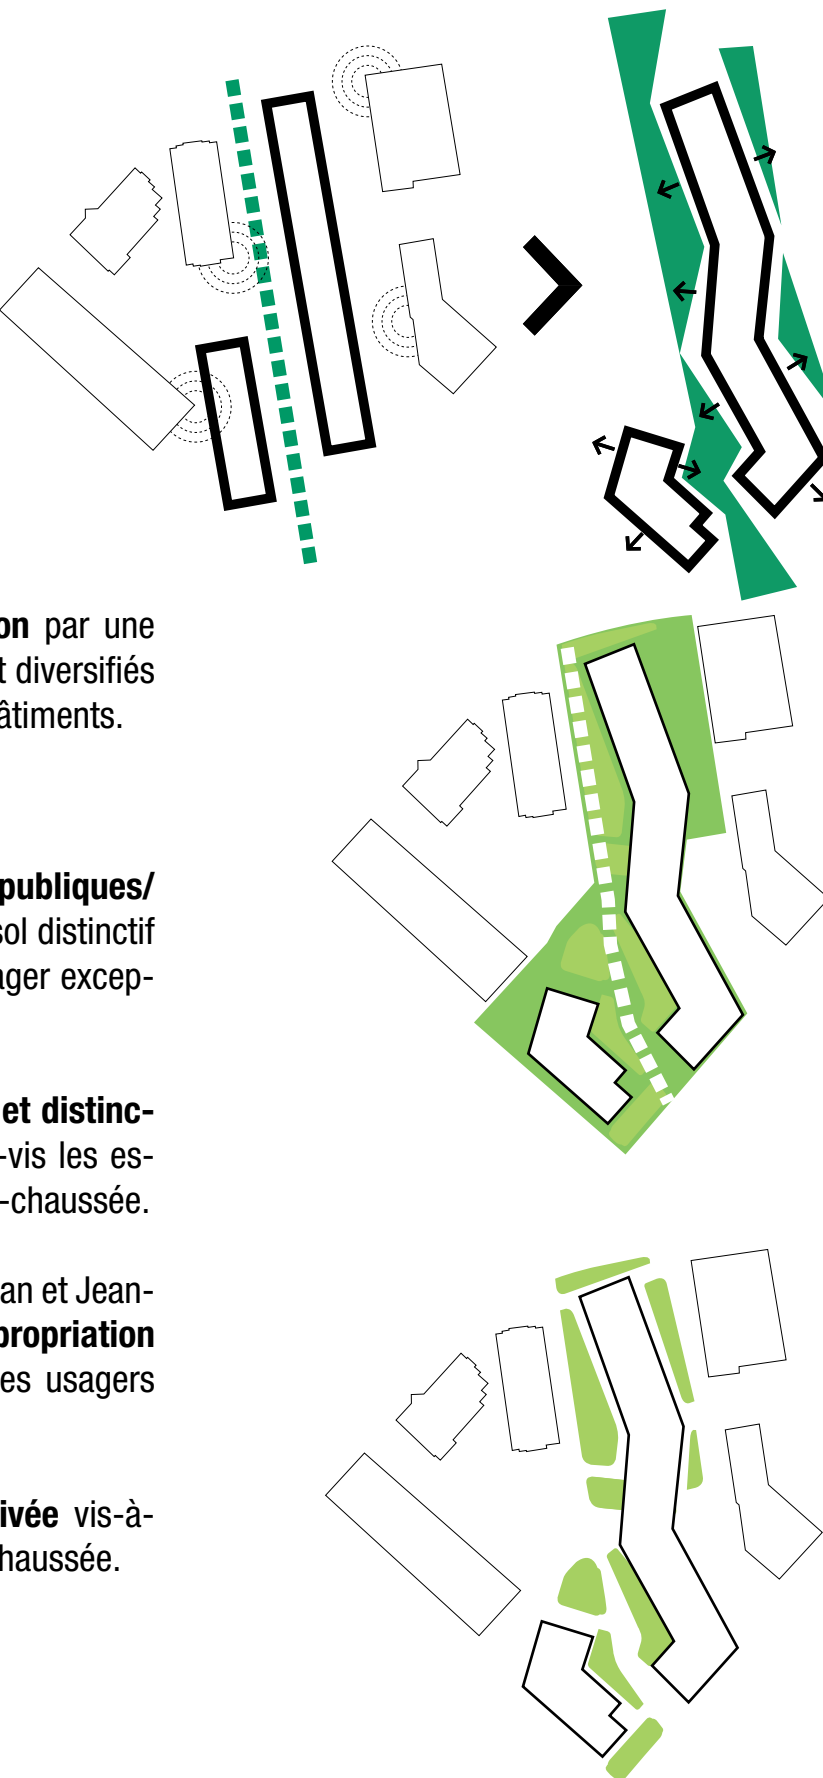 on par une
t diversifiés
âtiments.
publiques/
sol distinctif
ager excep-
et distinc-
-vis les es-
-chaussée.
an et Jean-
propriation
es usagers
ivée vis-à-
haussée.